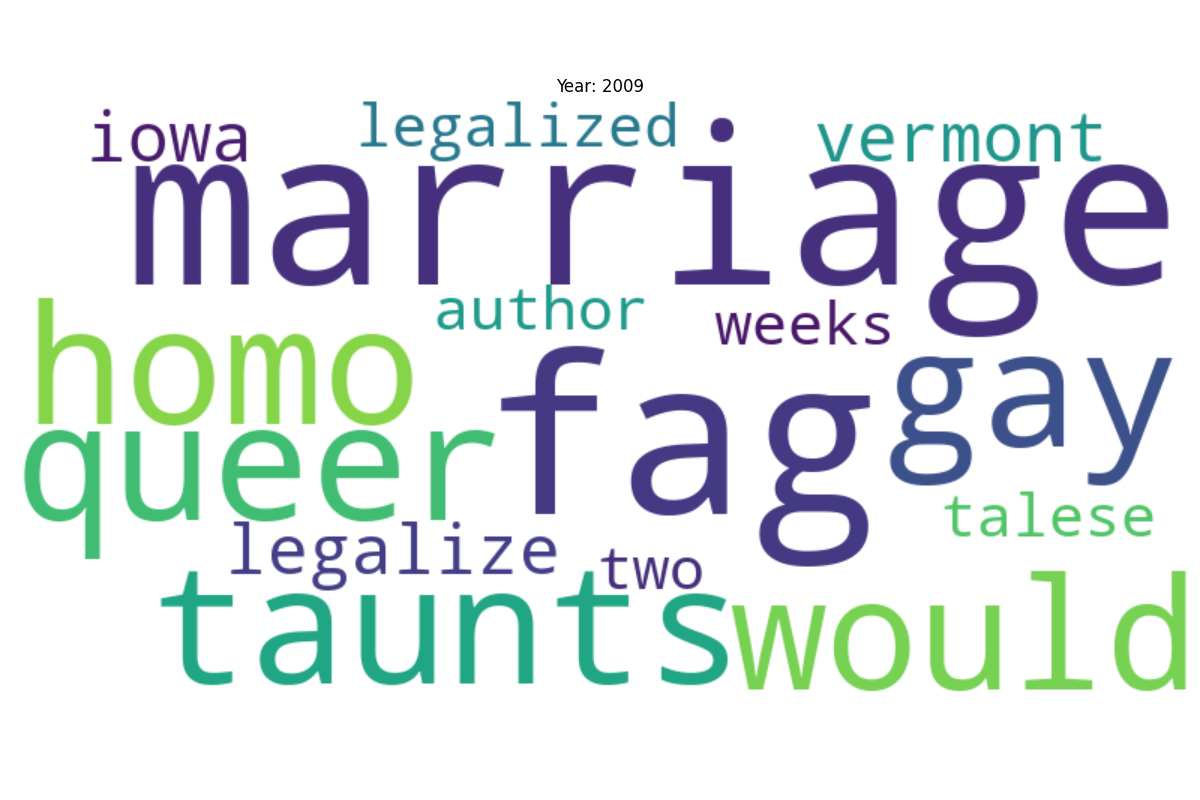 Year: 2009
iowa legalized vermont
marriage
author weeks
homo fag gay
queer talese
legalize two
taunts would